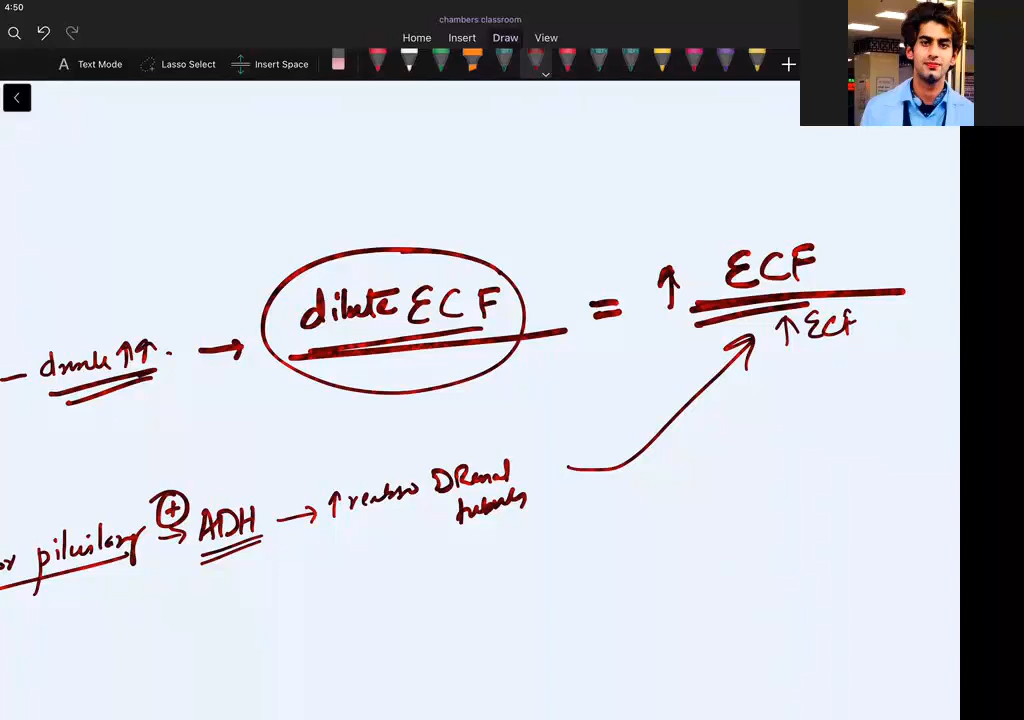 4:50
chambers classroom
Home Insert Draw View
Text Mode Lasso Select Insert Space
↑ ECF
dilute ECF =
↑ ECF
– drink ↑↑ . →
↑ reabso D Renal
tubules
pituitary + → ADH →